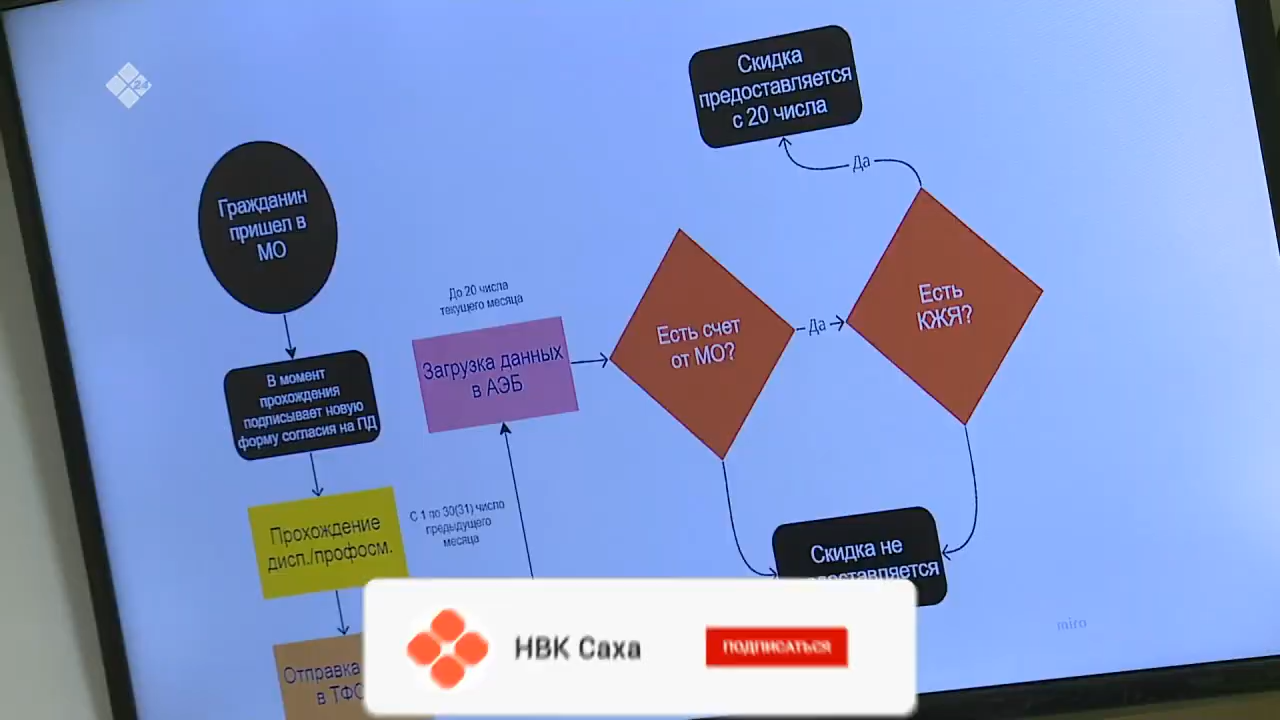 Х24
Скидка
предоставляется
с 20 числа
Да
Гражданин
пришел в
МО
До 20 числа
текущего месяца
Есть
КЖЯ?
Есть счет
от МО?
Да
Загрузка данных
в АЭБ
В момент
прохождения
подписывает новую
форму согласия на ПД
С 1 по 30(31) число
предыдущего
месяца
Прохождение
дисп./профосм.
Скидка не
miro
НВК Саха
ПОДПИСАТЬСЯ
Отправка
в